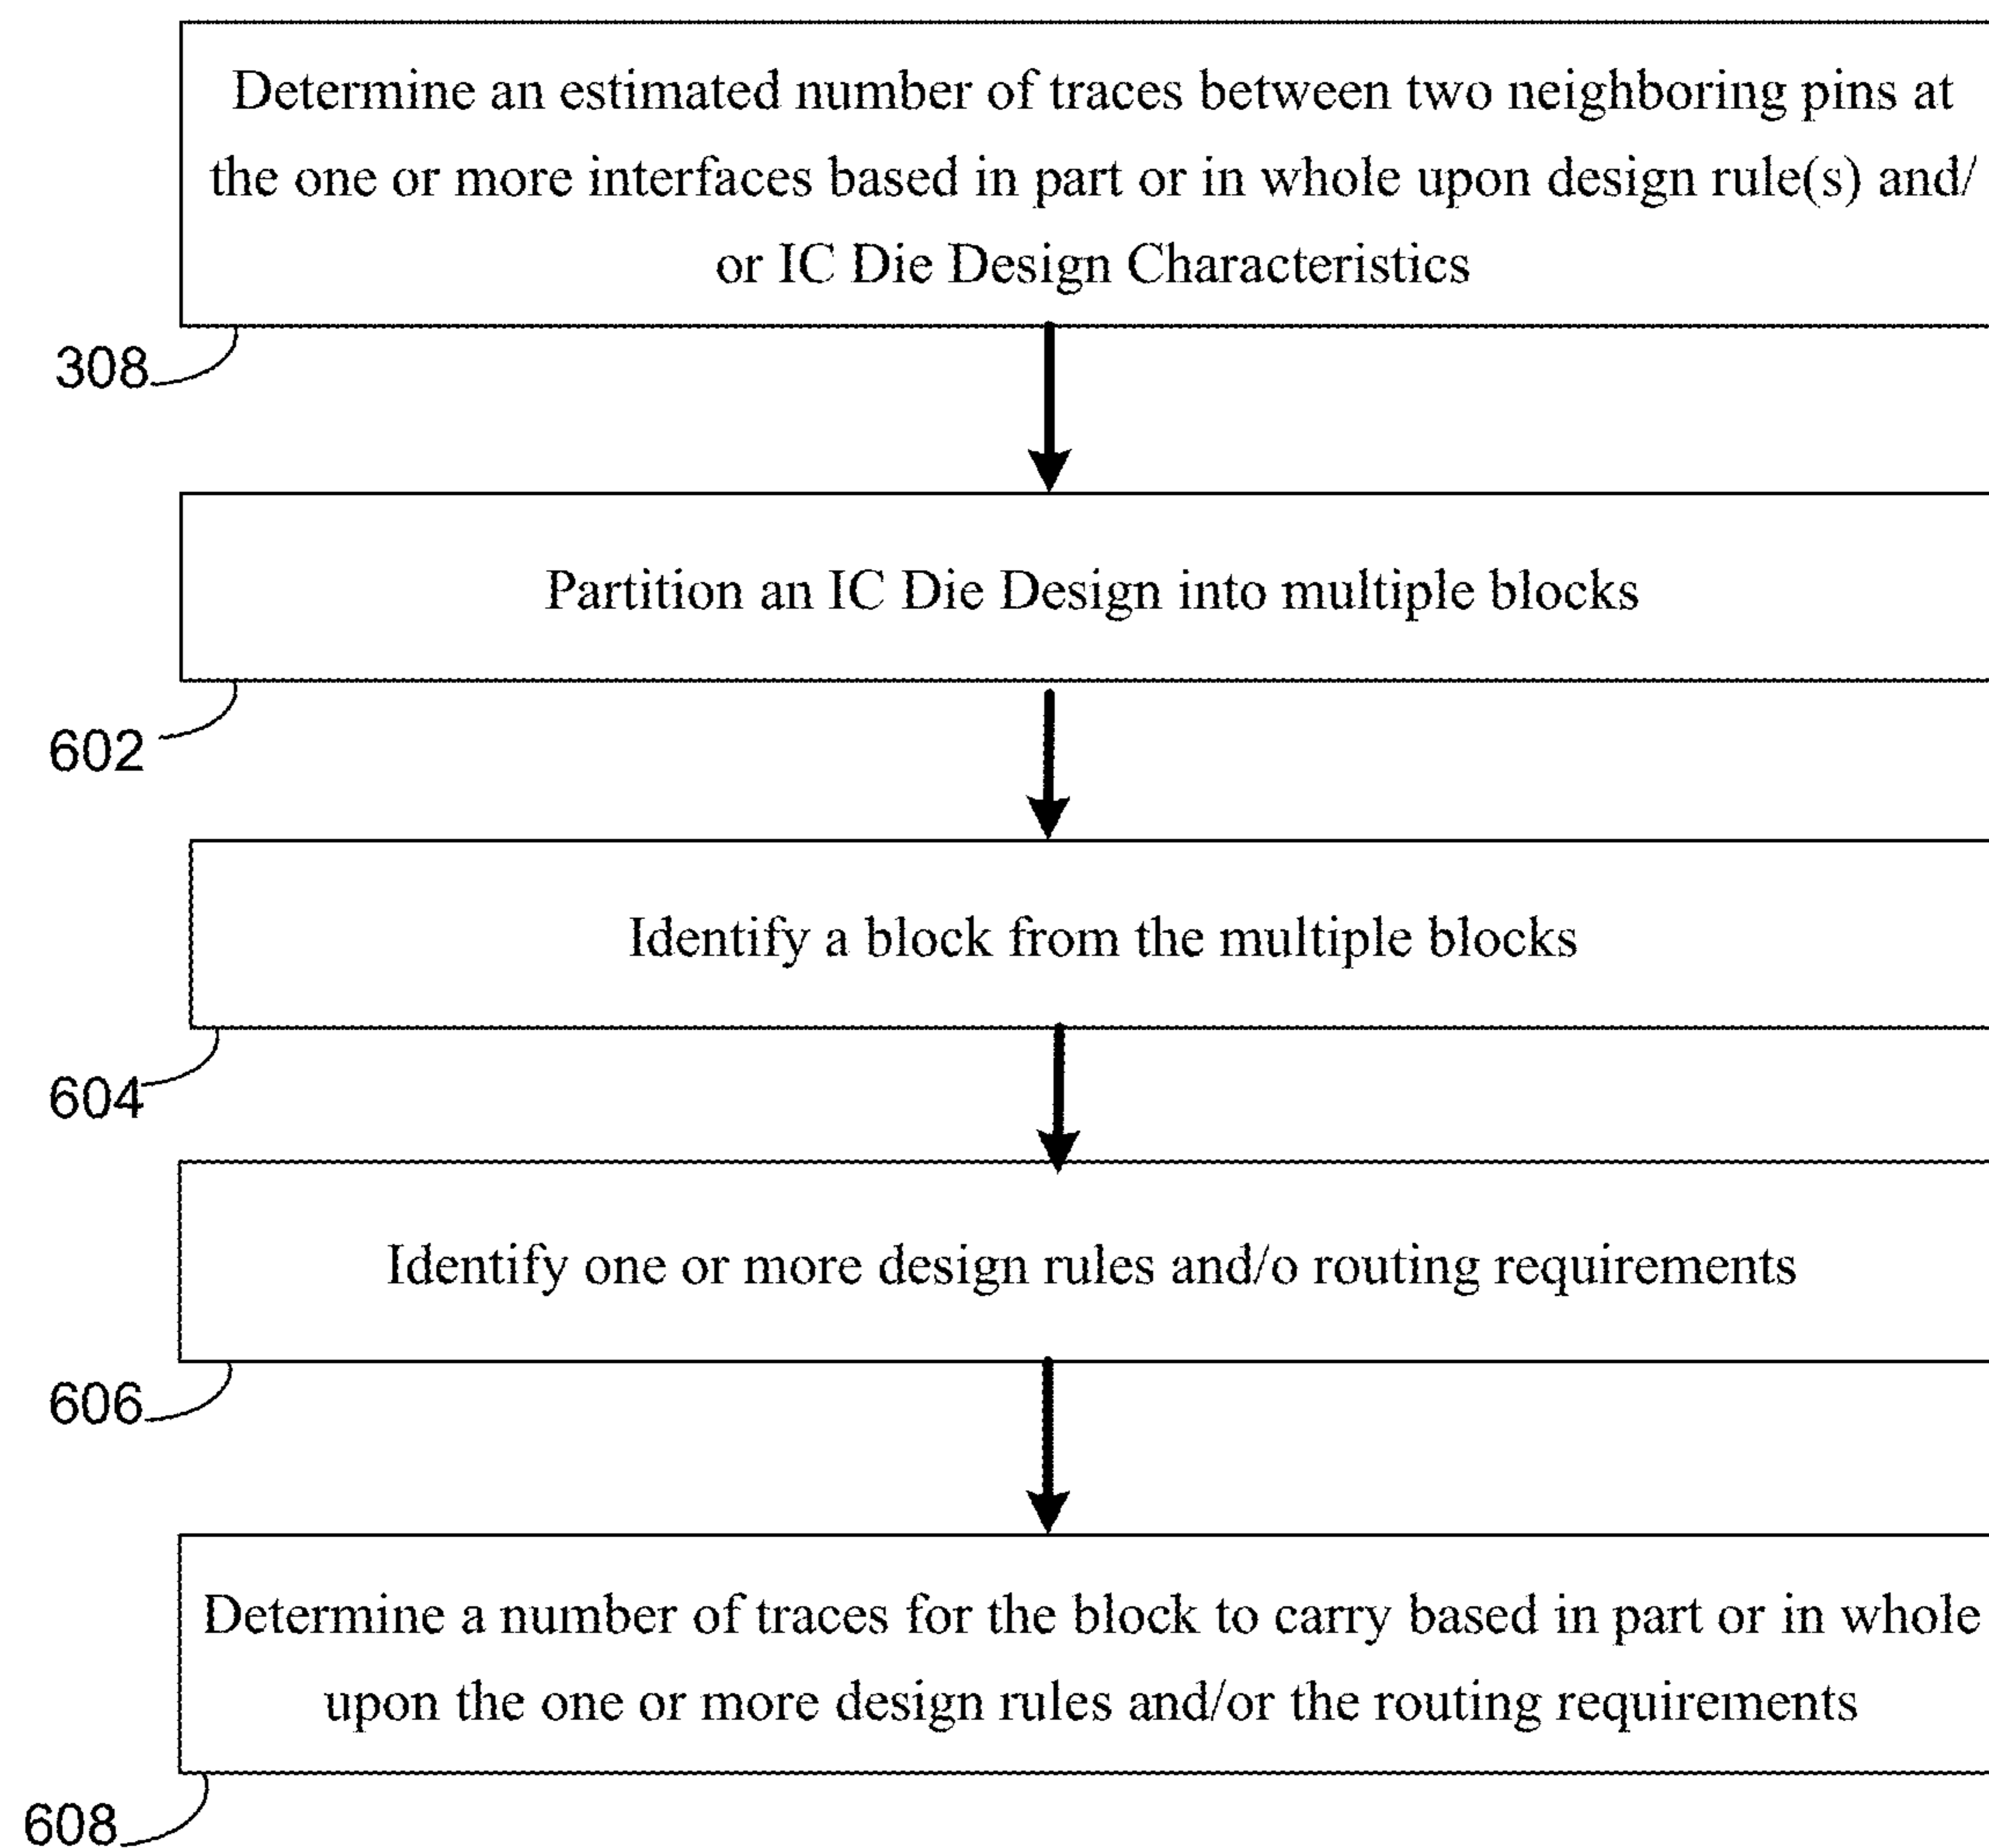 Determine an estimated number of traces between two neighboring pins at
the one or more interfaces based in part or in whole upon design rule(s) and/
or IC Die Design Characteristics
308
Partition an IC Die Design into multiple blocks
602
Identify a block from the multiple blocks
604
Identify one or more design rules and/o routing requirements
606
Determine a number of traces for the block to carry based in part or in whole
upon the one or more design rules and/or the routing requirements
608